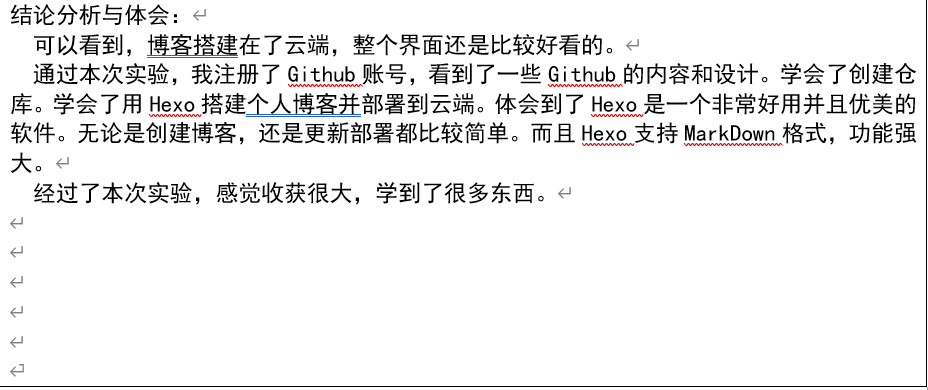 结论分析与体会：
可以看到，博客搭建在了云端，整个界面还是比较好看的。
通过本次实验，我注册了 Github 账号，看到了一些 Github 的内容和设计。学会了创建仓
库。学会了用 Hexo 搭建个人博客并部署到云端。体会到了 Hexo 是一个非常好用并且优美的
软件。无论是创建博客，还是更新部署都比较简单。而且 Hexo 支持 MarkDown 格式，功能强
大。
经过了本次实验，感觉收获很大，学到了很多东西。